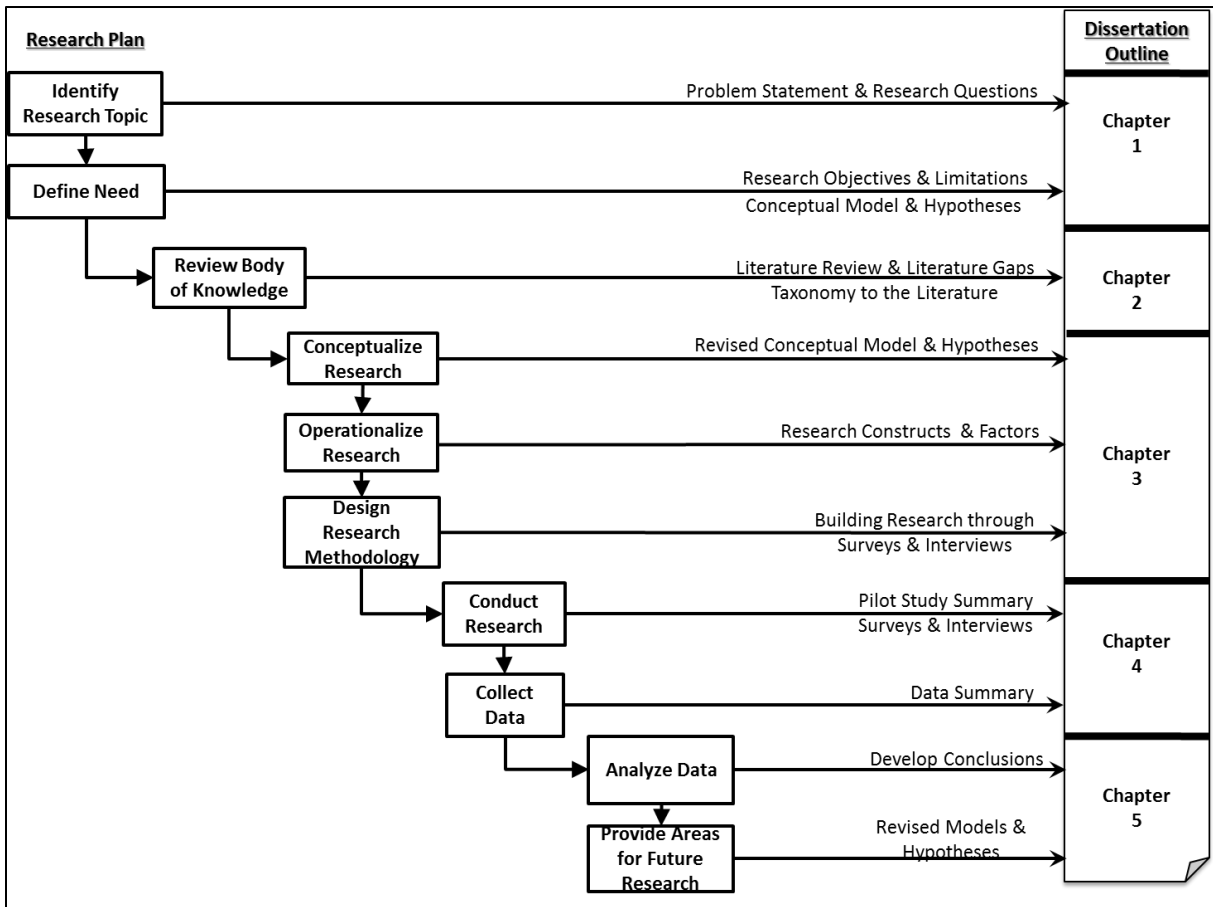 Research Plan
Dissertation
Outline
Identify
Research Topic
Problem Statement & Research Questions
Chapter
1
Define Need
Research Objectives & Limitations
Conceptual Model & Hypotheses
Review Body
of Knowledge
Literature Review & Literature Gaps
Taxonomy to the Literature
Chapter
2
Conceptualize
Research
Revised Conceptual Model & Hypotheses
Operationalize
Research
Research Constructs & Factors
Chapter
3
Design
Research
Methodology
Building Research through
Surveys & Interviews
Conduct
Research
Pilot Study Summary
Surveys & Interviews
Chapter
4
Collect
Data
Data Summary
Analyze Data
Develop Conclusions
Chapter
5
Provide Areas
for Future
Research
Revised Models &
Hypotheses